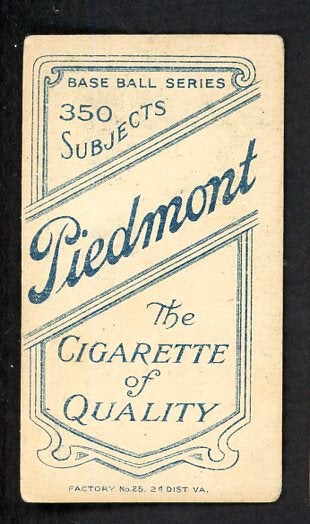 BASE BALL SERIES
350
SUBJECTS
Piedmont
The
CIGARETTE
of
QUALITY
FACTORY No. 25. 2d DIST. VA.